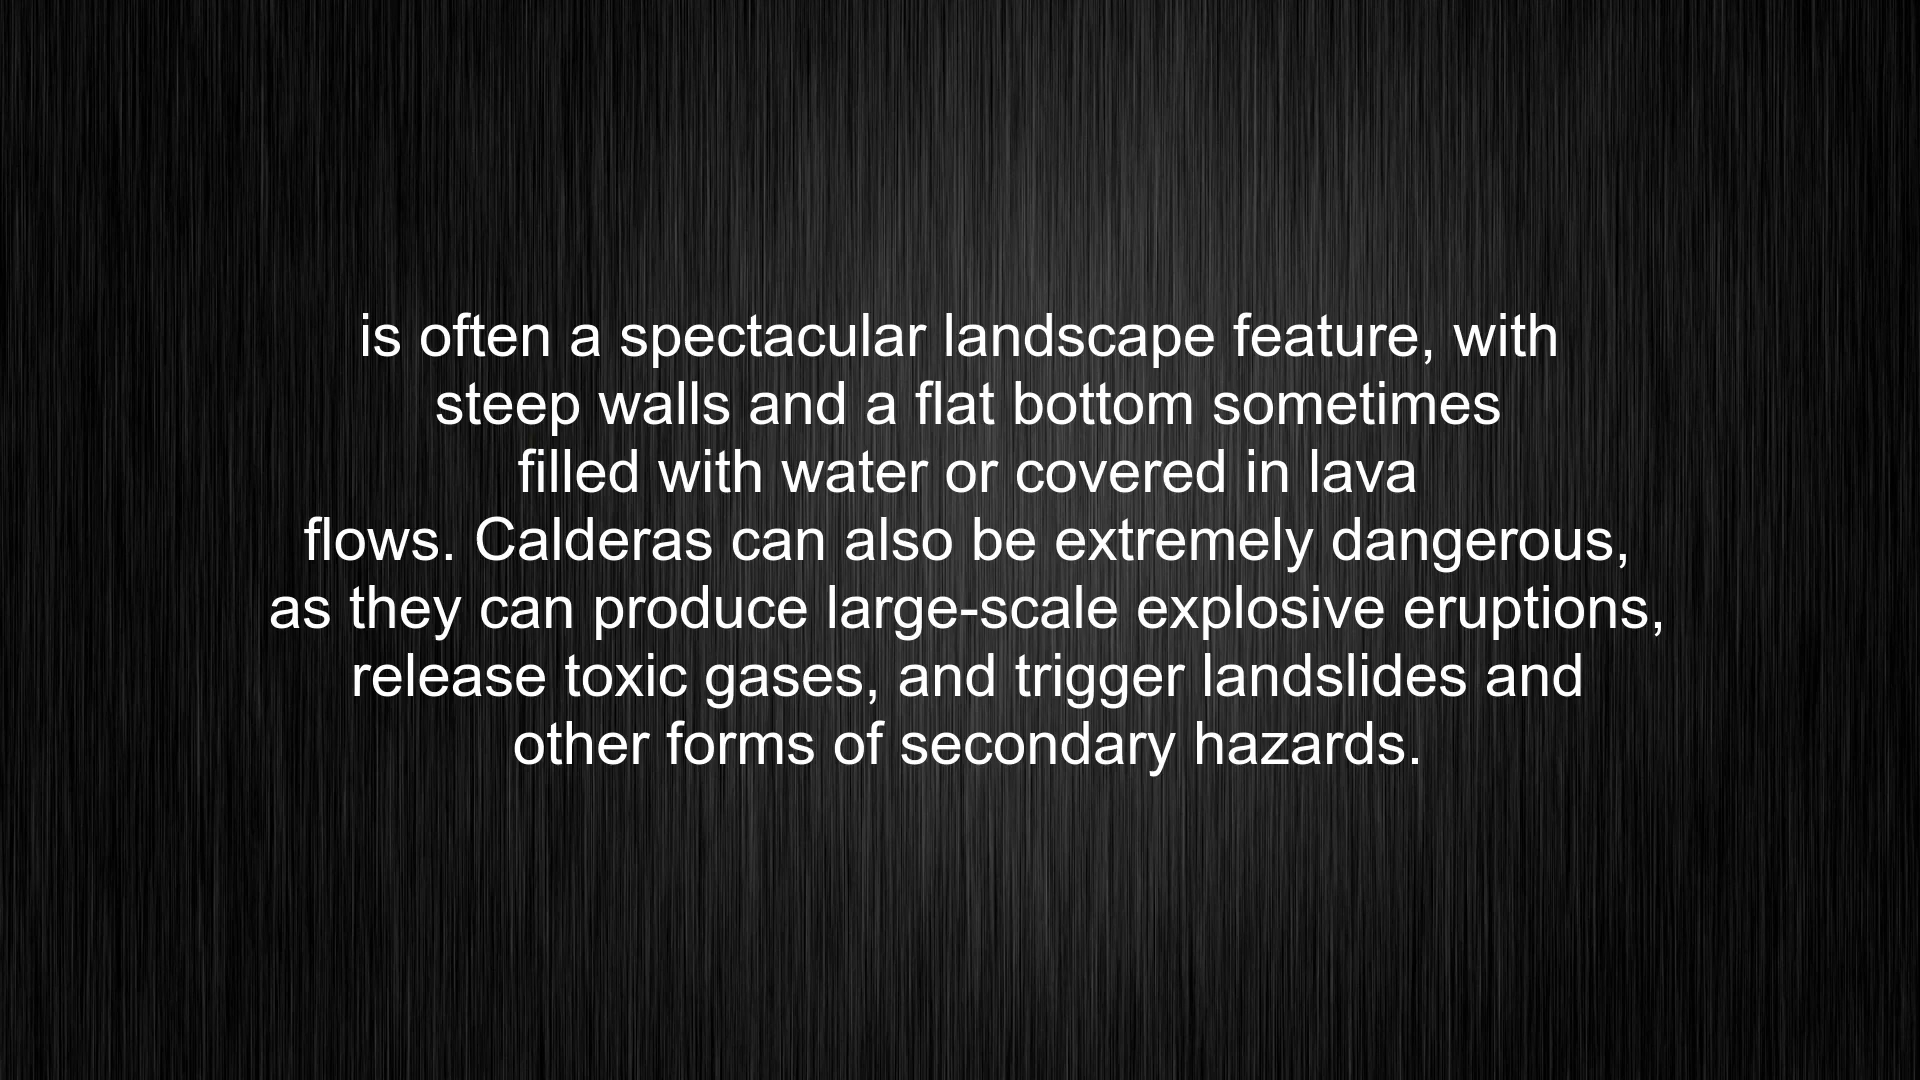 is often a spectacular landscape feature, with
steep walls and a flat bottom sometimes
filled with water or covered in lava
flows. Calderas can also be extremely dangerous,
as they can produce large-scale explosive eruptions,
release toxic gases, and trigger landslides and
other forms of secondary hazards.